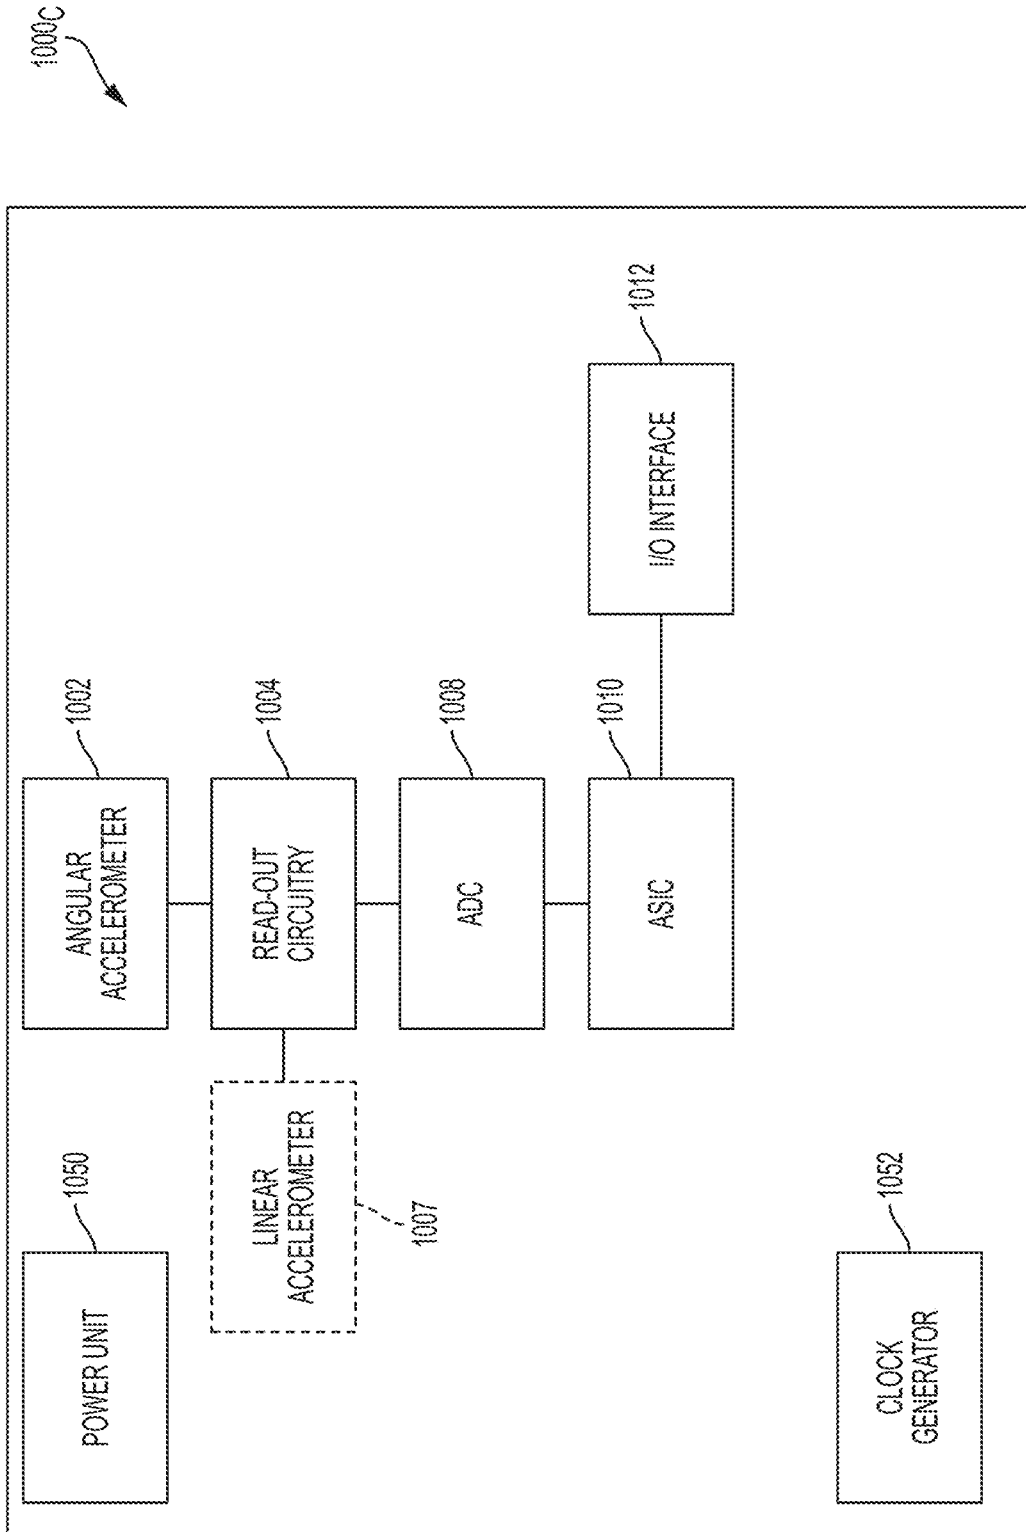 1000C
1050
POWER UNIT
1002
ANGULAR
ACCELEROMETER
LINEAR
ACCELEROMETER
1007
1004
READ-OUT
CIRCUITRY
1008
ADC
1010
ASIC
1012
I/O INTERFACE
1052
CLOCK
GENERATOR